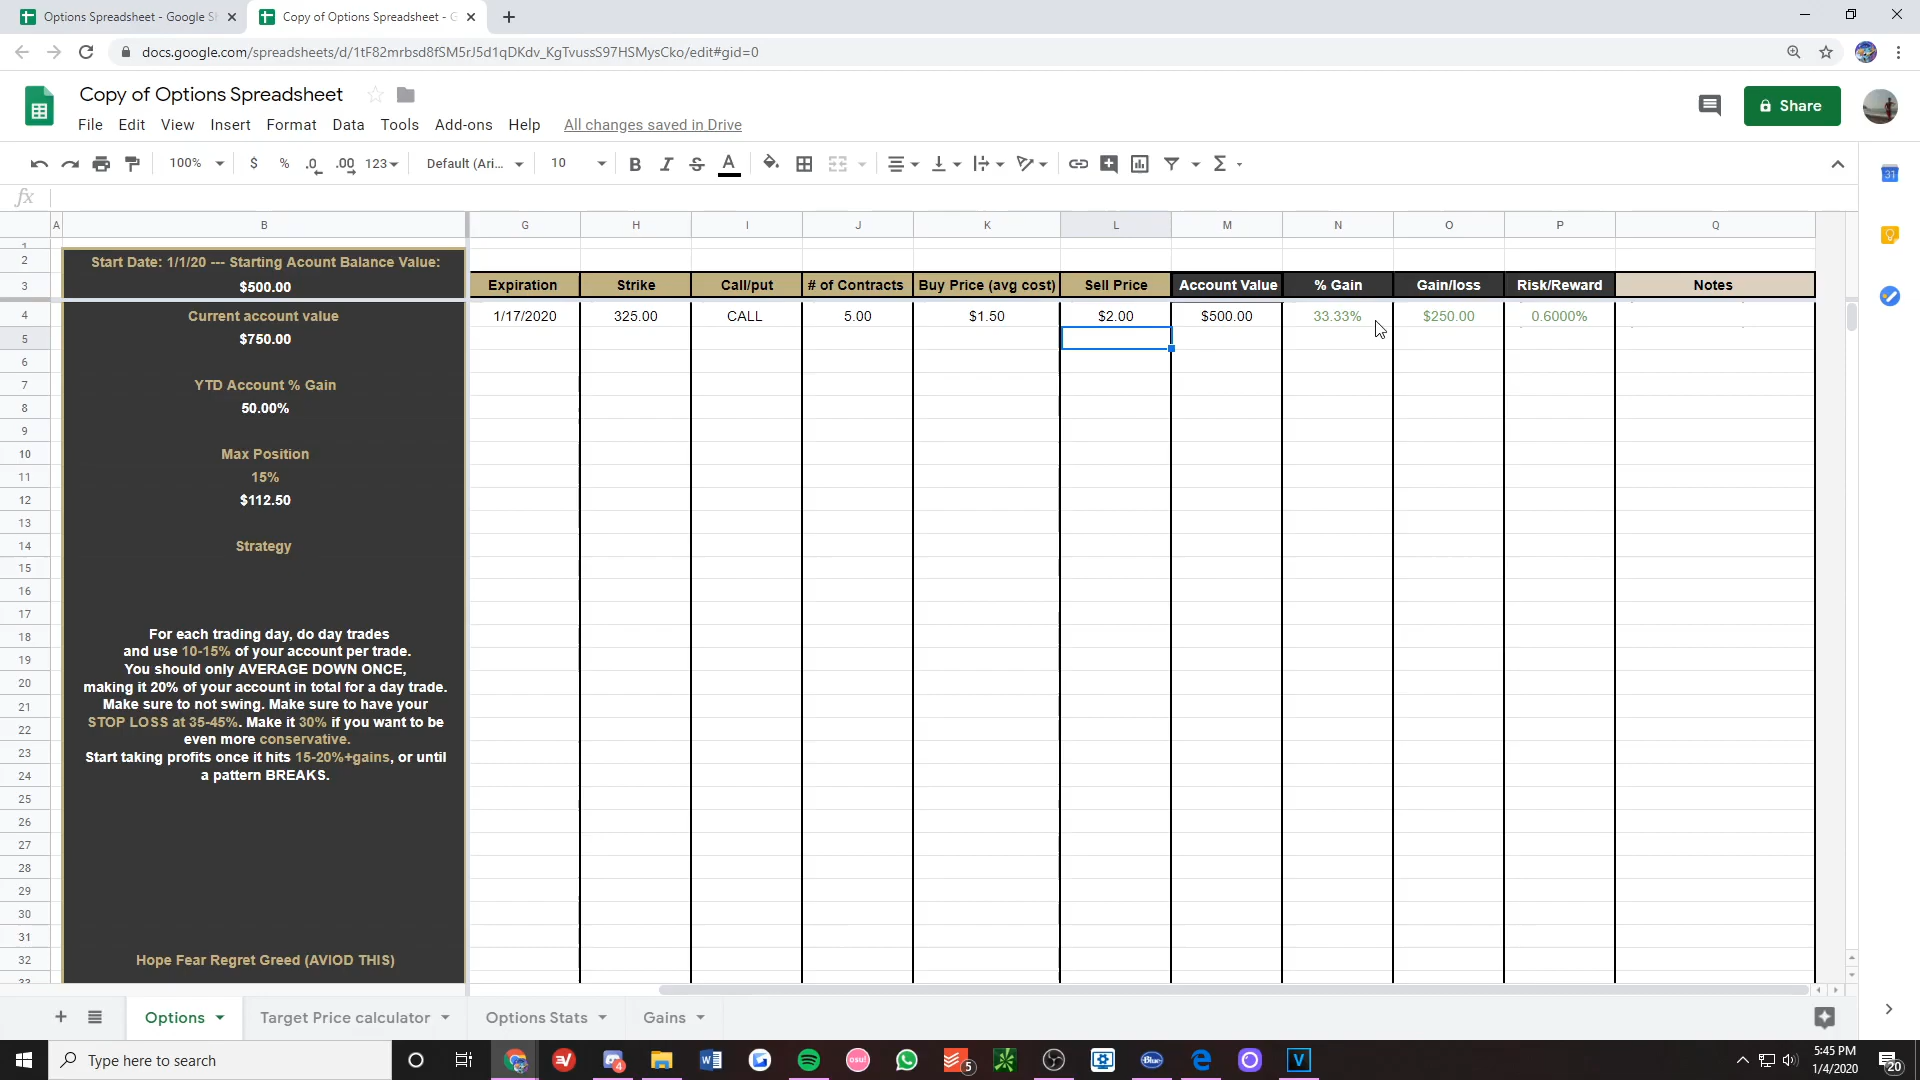 Options Spreadsheet - Google Sh
Copy of Options Spreadsheet - G
docs.google.com/spreadsheets/d/1tF82mrbsd8fSM5rJ5d1qDKdv_KgTvussS97HSMysCko/edit#gid=0
Copy of Options Spreadsheet
File Edit View Insert Format Data Tools Add-ons Help All changes saved in Drive
Share
100% $ % .0 .00 123 Default (Ari... 10 B I S A Σ
31
fx
A B G H I J K L M N O P Q
1
2 Start Date: 1/1/20 --- Starting Acount Balance Value:
3 $500.00 Expiration Strike Call/put # of Contracts Buy Price (avg cost) Sell Price Account Value % Gain Gain/loss Risk/Reward Notes
4 Current account value 1/17/2020 325.00 CALL 5.00 $1.50 $2.00 $500.00 33.33% $250.00 0.6000%
5 $750.00
6
7 YTD Account % Gain
8 50.00%
9
10 Max Position
11 15%
12 $112.50
13
14 Strategy
15
16
17
18 For each trading day, do day trades
19 and use 10-15% of your account per trade.
You should only AVERAGE DOWN ONCE,
20 making it 20% of your account in total for a day trade.
21 Make sure to not swing. Make sure to have your
22 STOP LOSS at 35-45%. Make it 30% if you want to be
23 even more conservative.
Start taking profits once it hits 15-20%+gains, or until
24 a pattern BREAKS.
25
26
27
28
29
30
31
32 Hope Fear Regret Greed (AVIOD THIS)
33
Options Target Price calculator Options Stats Gains
Type here to search
osu!
4
5
Blue
V
5:45 PM
1/4/2020
20